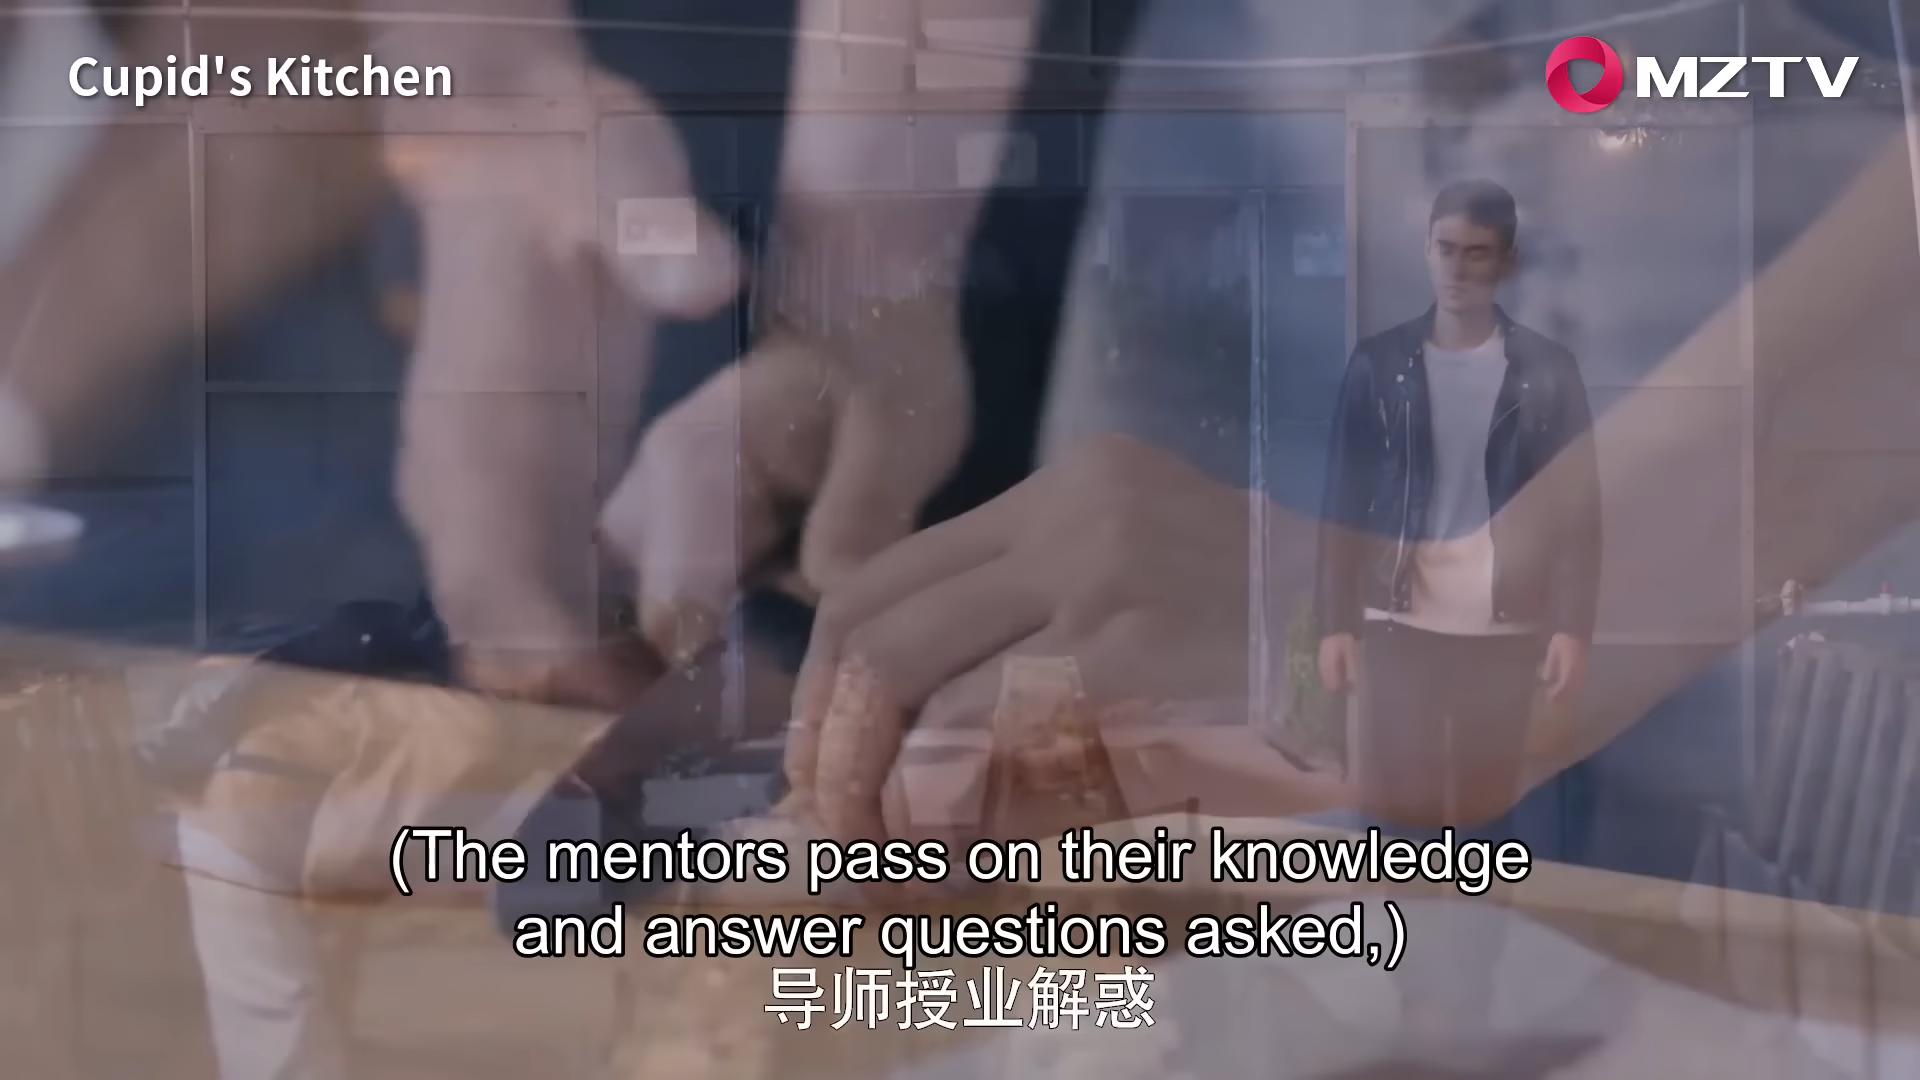 Cupid's Kitchen
MZTV
(The mentors pass on their knowledge
and answer questions asked,)
导师授业解惑